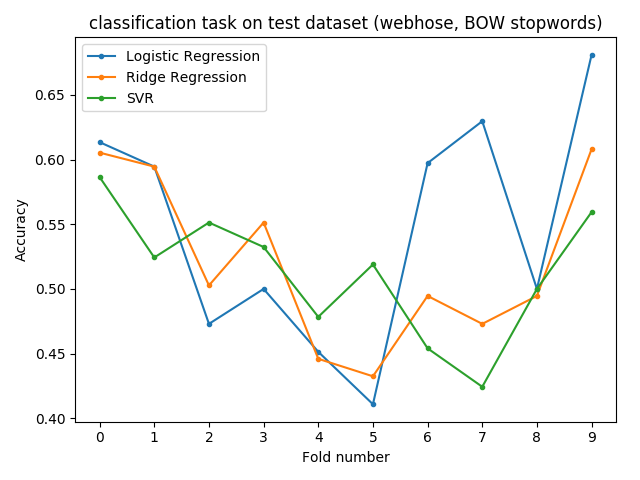 classification task on test dataset (webhose, BOW stopwords)
Logistic Regression
Ridge Regression
SVR
0.65
0.60
0.55
0.50
0.45
0.40
Accuracy
0 1 2 3 4 5 6 7 8 9
Fold number